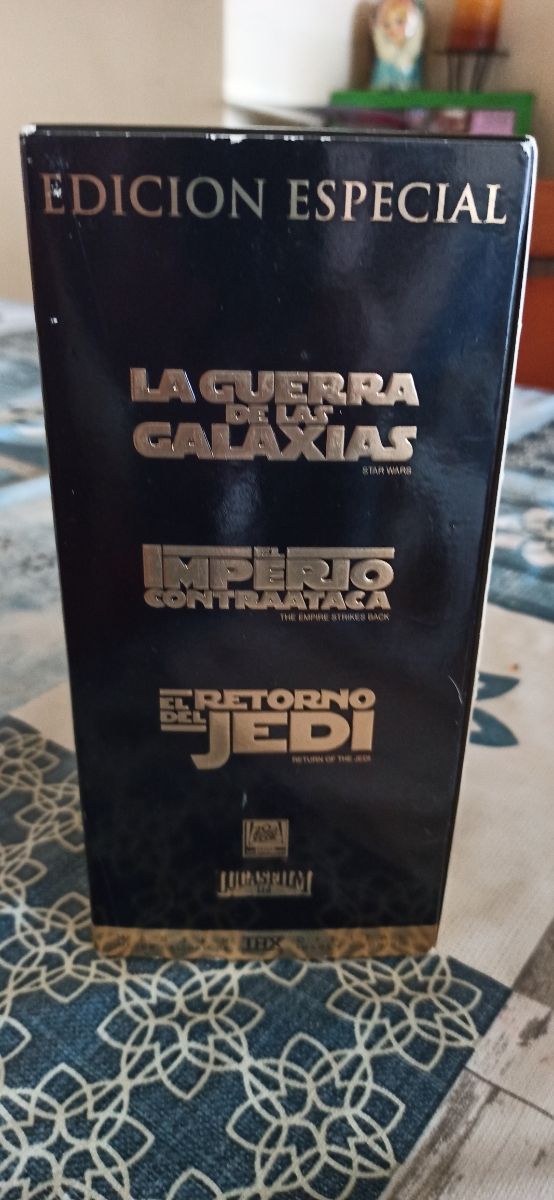 EDICION ESPECIAL
LA GUERRA
DE LAS
GALAXIAS
STAR WARS
EL
IMPERIO
CONTRAATACA
THE EMPIRE STRIKES BACK
EL RETORNO
DEL JEDI
RETURN OF THE JEDI
LUCASFILM
LTD
THX